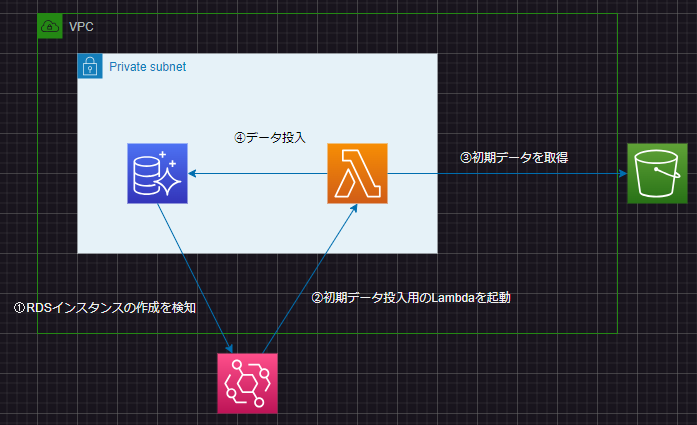 VPC
Private subnet
④データ投入
③初期データを取得
①RDSインスタンスの作成を検知
②初期データ投入用のLambdaを起動